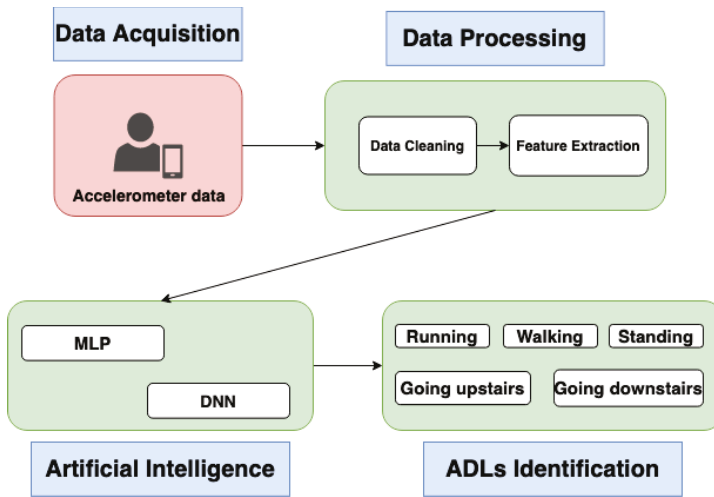 Data Acquisition
Data Processing
Accelerometer data
Data Cleaning
Feature Extraction
MLP
DNN
Running
Walking
Standing
Going upstairs
Going downstairs
Artificial Intelligence
ADLs Identification